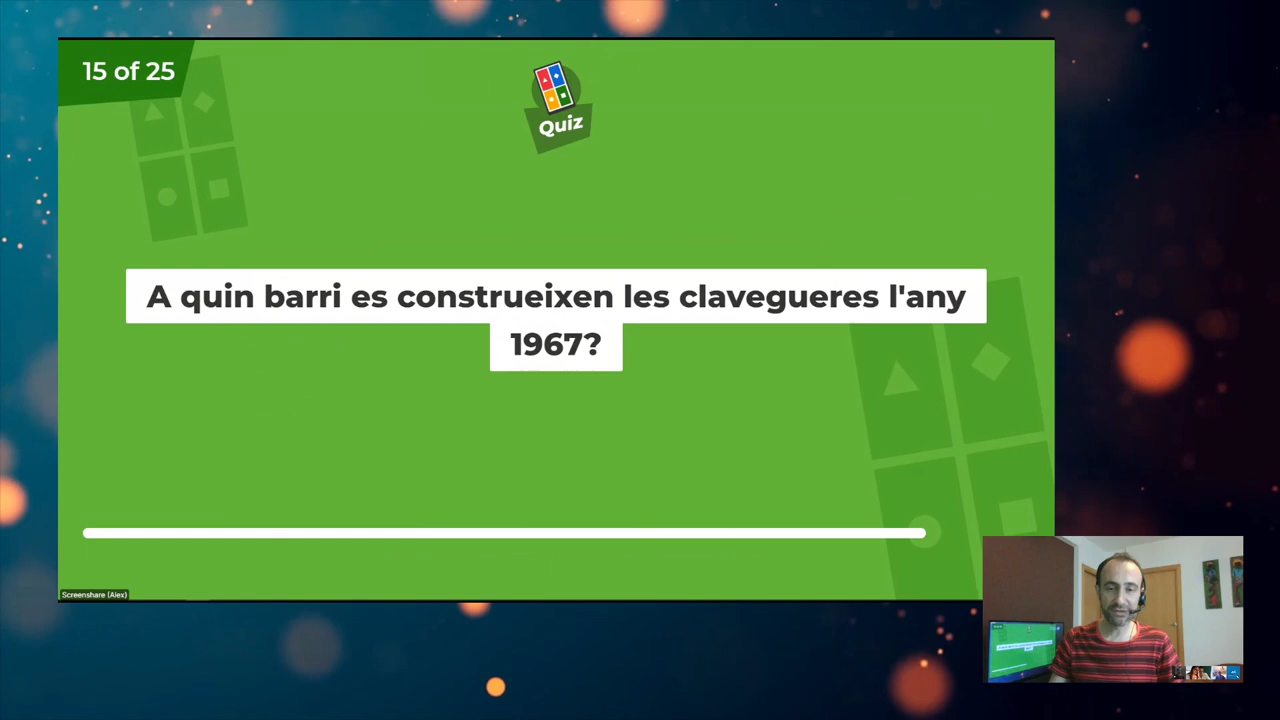 15 of 25
Quiz
A quin barri es construeixen les clavegueres l'any
1967?
Screenshare (Alex)